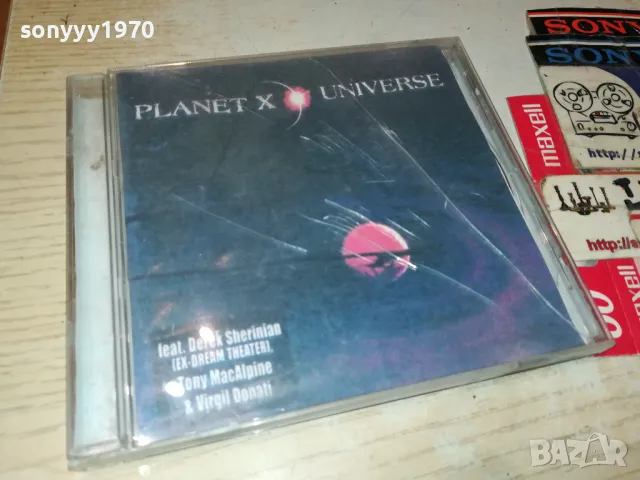 sonyyy1970
PLANET X UNIVERSE
feat. Derek Sherinian
(EX-DREAM THEATER),
Tony MacAlpine
& Virgil Donati
SONY
SONY
maxell
http://
http://
maxell
BAZAR
bazar.bg